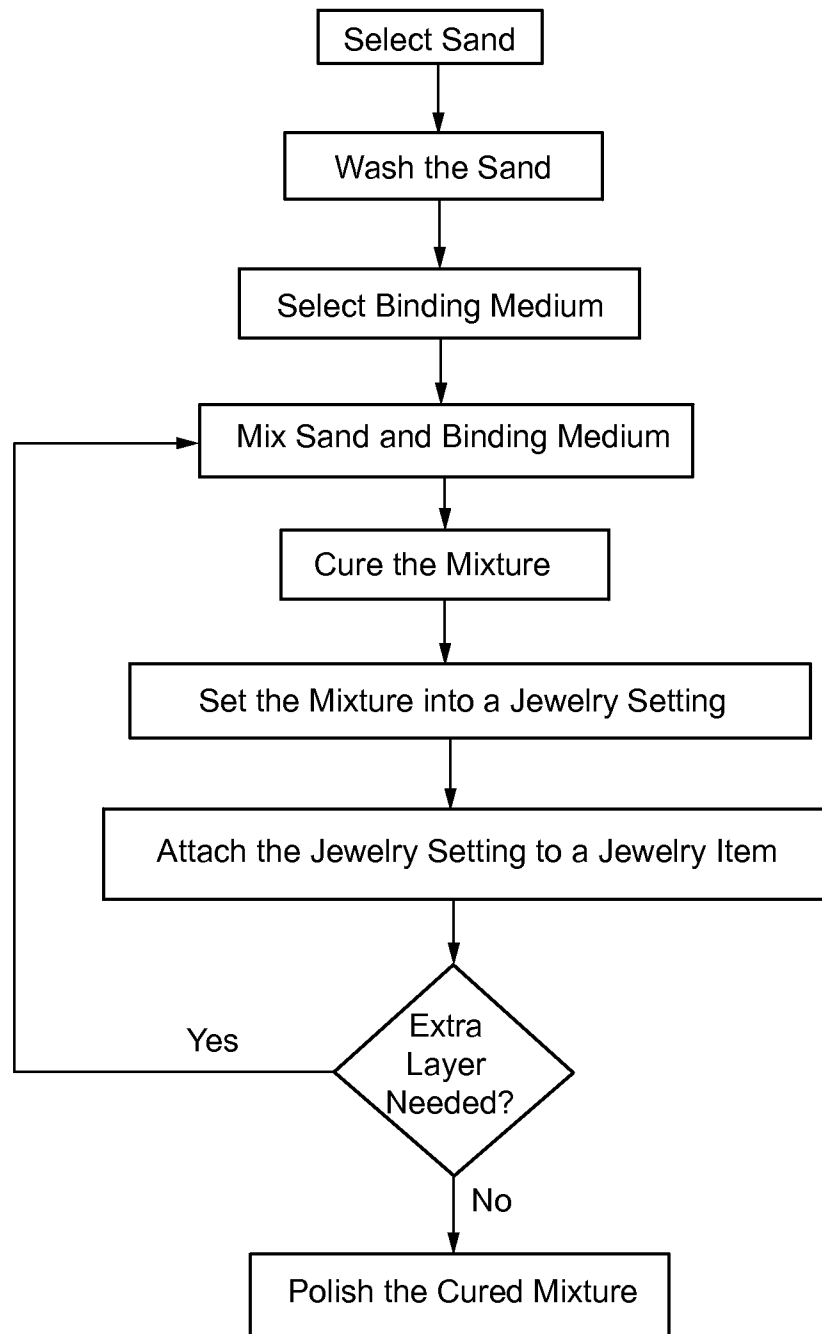 Select Sand
Wash the Sand
Select Binding Medium
Mix Sand and Binding Medium
Cure the Mixture
Set the Mixture into a Jewelry Setting
Attach the Jewelry Setting to a Jewelry Item
Extra
Layer
Needed?
Yes
No
Polish the Cured Mixture